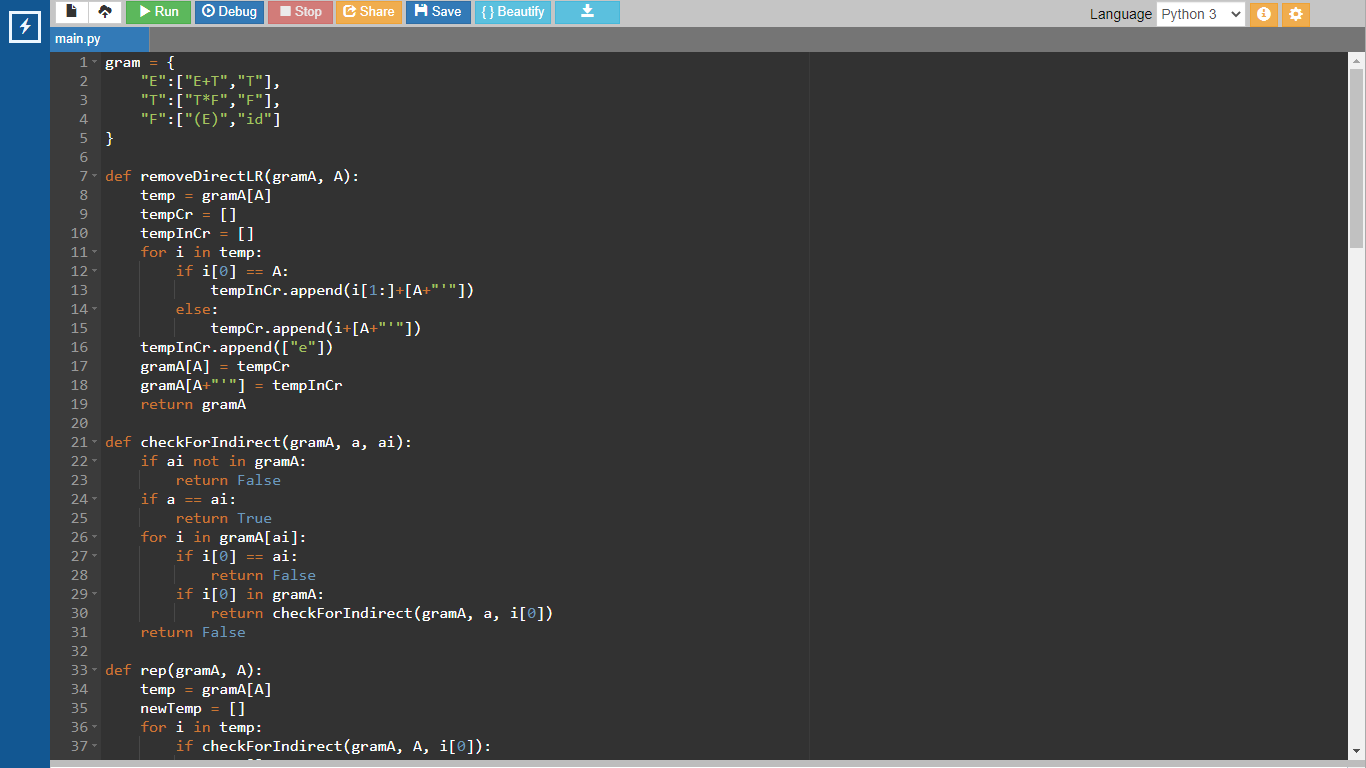 Run Debug Stop Share Save { } Beautify Language Python 3
main.py
1 gram = {
2     "E":["E+T","T"],
3     "T":["T*F","F"],
4     "F":["(E)","id"]
5 }
6
7 def removeDirectLR(gramA, A):
8     temp = gramA[A]
9     tempCr = []
10     tempInCr = []
11     for i in temp:
12         if i[0] == A:
13             tempInCr.append(i[1:]+[A+"'"])
14         else:
15             tempCr.append(i+[A+"'"])
16     tempInCr.append(["e"])
17     gramA[A] = tempCr
18     gramA[A+"'"] = tempInCr
19     return gramA
20
21 def checkForIndirect(gramA, a, ai):
22     if ai not in gramA:
23         return False
24     if a == ai:
25         return True
26     for i in gramA[ai]:
27         if i[0] == ai:
28             return False
29         if i[0] in gramA:
30             return checkForIndirect(gramA, a, i[0])
31     return False
32
33 def rep(gramA, A):
34     temp = gramA[A]
35     newTemp = []
36     for i in temp:
37         if checkForIndirect(gramA, A, i[0]):